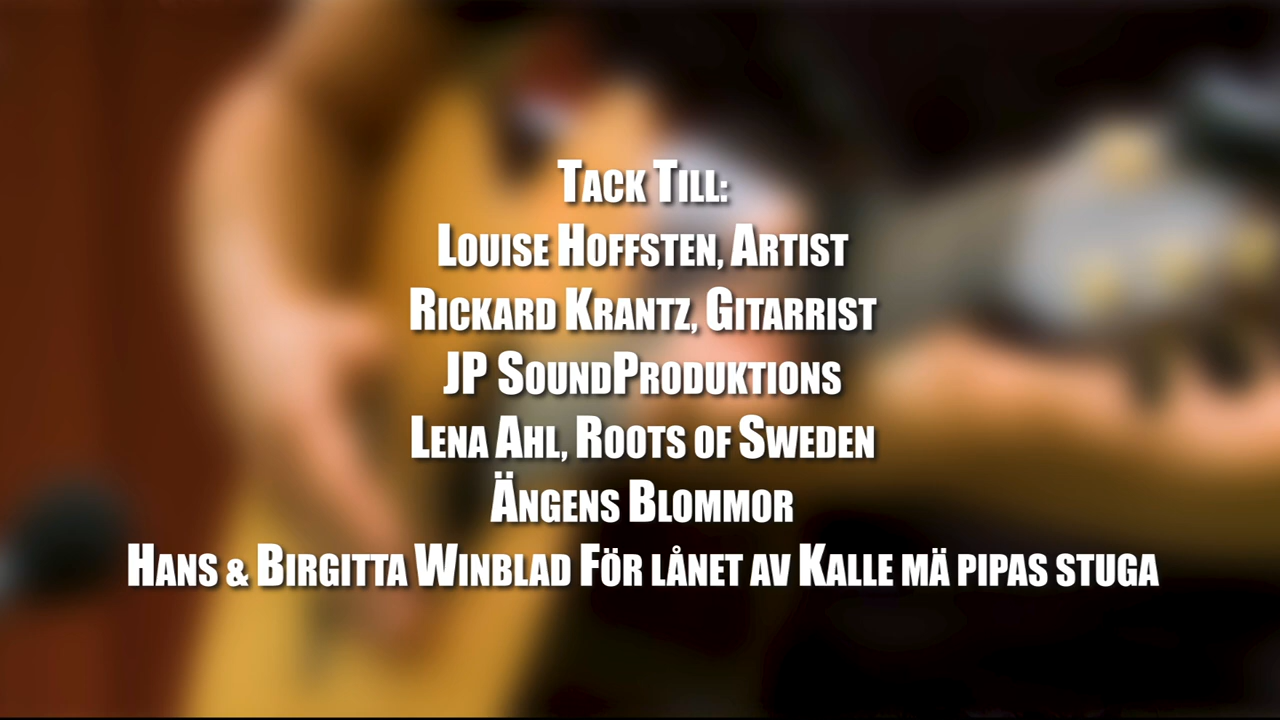 Tack Till:
Louise Hoffsten, Artist
Rickard Krantz, Gitarrist
JP SoundProduktions
Lena Ahl, Roots of Sweden
Ängens Blommor
Hans & Birgitta Winblad För lånet av Kalle mä pipas stuga